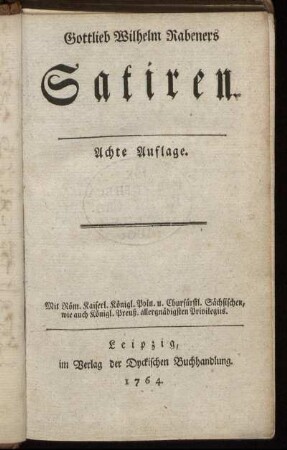 Gottlieb Wilhelm Rabeners
Satiren.
Achte Auflage.
Mit Röm. Kaiserl. Königl. Poln. u. Churfürstl. Sächsischen,
wie auch Königl. Preuß. allergnädigsten Privilegus.
Leipzig,
im Verlag der Dyckischen Buchhandlung.
1764.